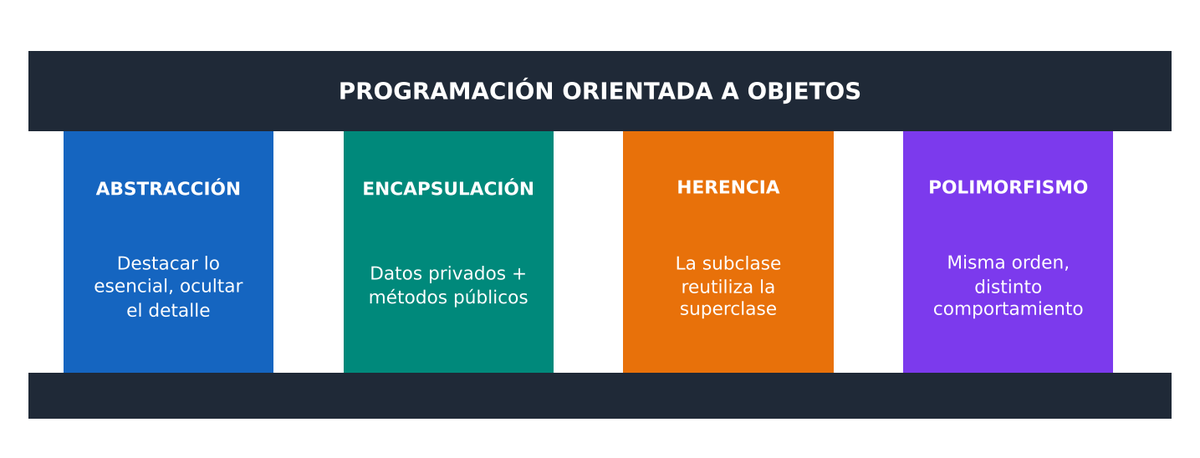 PROGRAMACIÓN ORIENTADA A OBJETOS
ABSTRACCIÓN
Destacar lo
esencial, ocultar
el detalle
ENCAPSULACIÓN
Datos privados +
métodos públicos
HERENCIA
La subclase
reutiliza la
superclase
POLIMORFISMO
Misma orden,
distinto
comportamiento